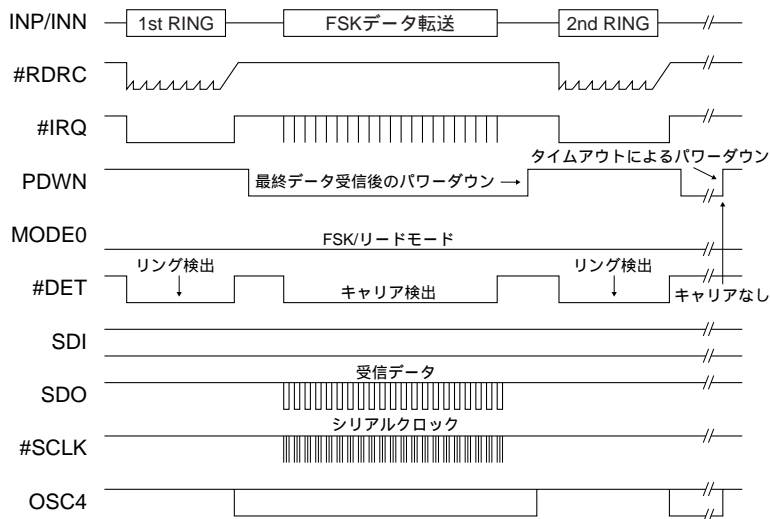 INP/INN 1st RING FSKデータ転送 2nd RING
#RDRC
#IRQ
タイムアウトによるパワーダウン
PDWN 最終データ受信後のパワーダウン
MODE0 FSK/リードモード
リング検出 リング検出
#DET キャリア検出 キャリアなし
SDI
受信データ
SDO
シリアルクロック
#SCLK
OSC4